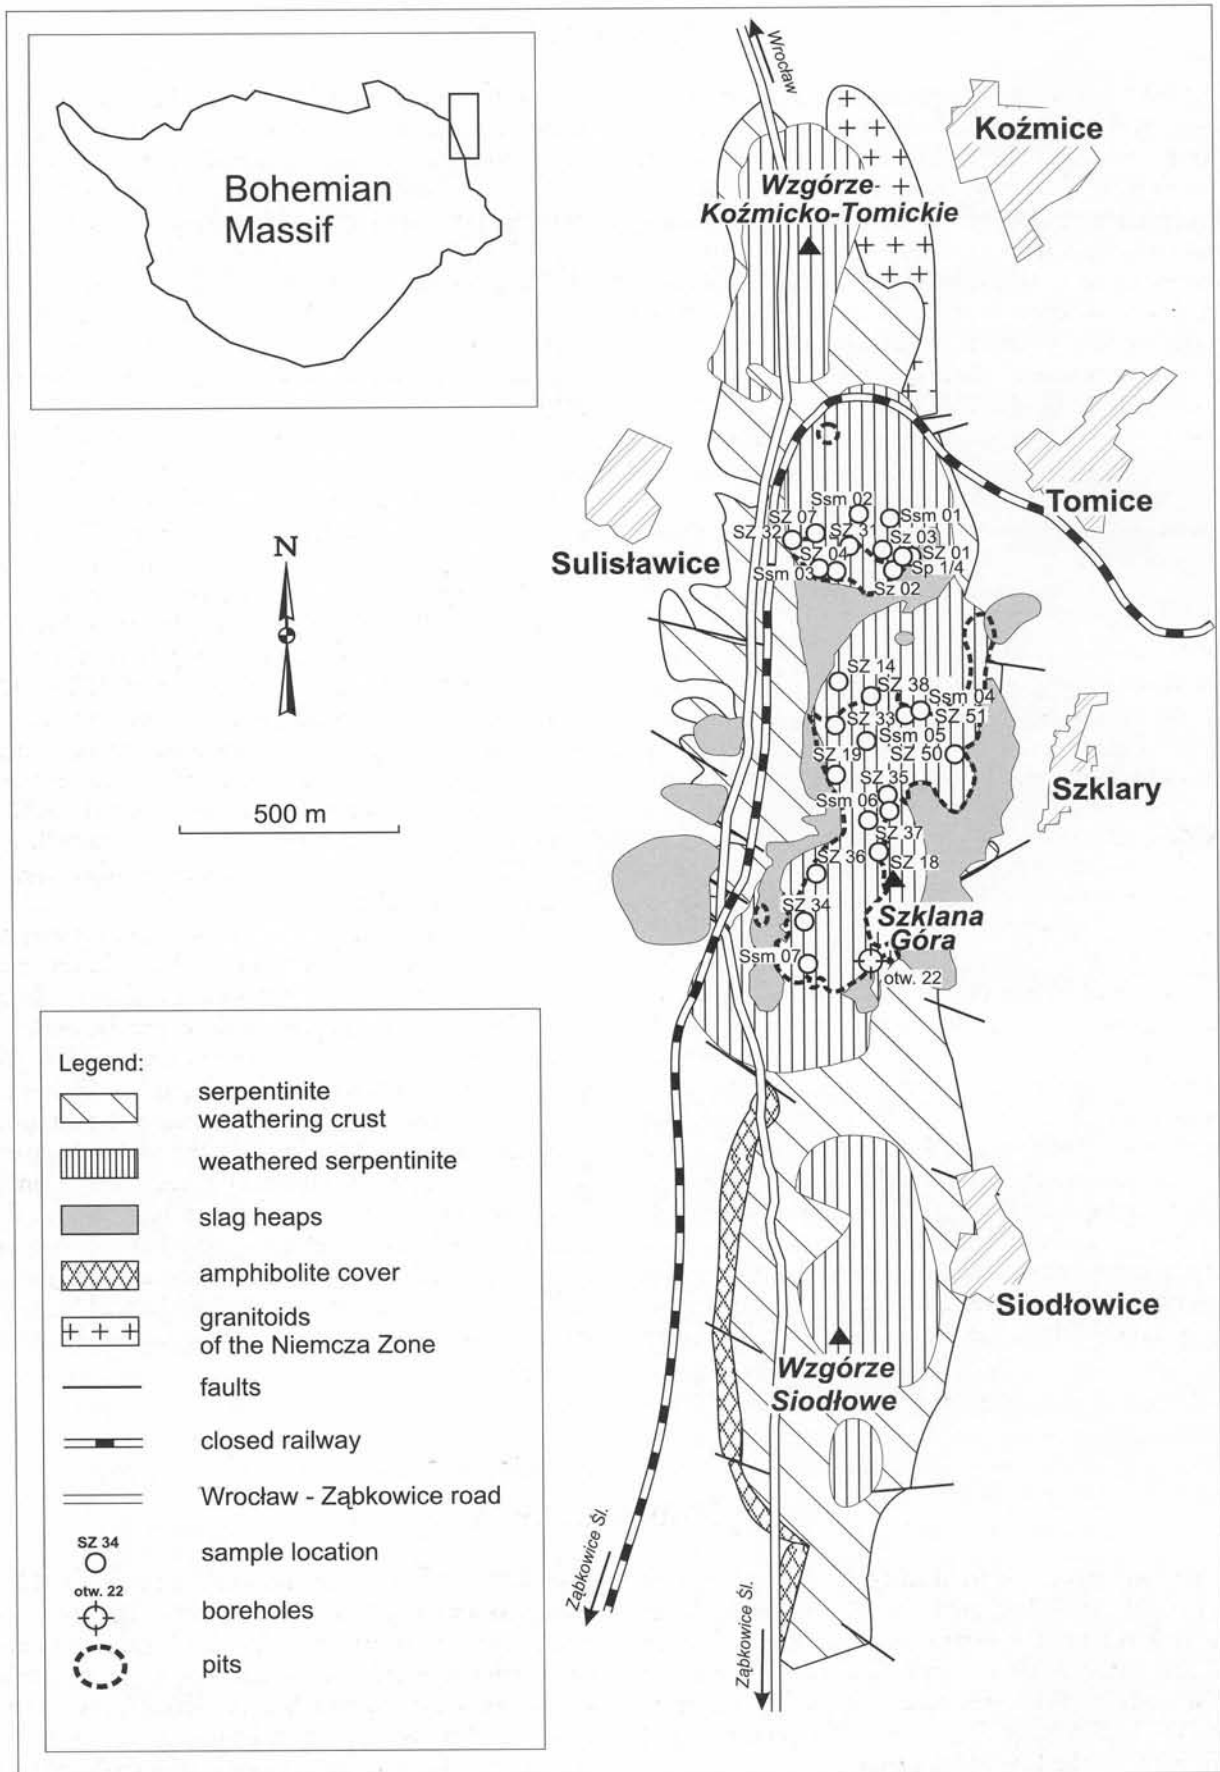 Bohemian
Massif
Wrocław
Koźmice
Wzgórze
Koźmicko-Tomickie
Tomice
Sulisławice
Ssm 02
Ssm 01
SZ 07
SZ 32
SZ 31
Sz 03
SZ 04
SZ 01
Ssm 03
Sp 1/4
Sz 02
N
500 m
SZ 14
SZ 38
Ssm 04
SZ 33
SZ 51
Ssm 05
SZ 19
SZ 50
SZ 35
Ssm 06
SZ 37
SZ 36
SZ 18
SZ 34
Szklary
Szklana
Góra
Ssm 07
otw. 22
Siodłowice
Wzgórze
Siodłowe
Ząbkowice Śl.
Ząbkowice Śl.
Legend:
serpentinite
weathering crust
weathered serpentinite
slag heaps
amphibolite cover
granitoids
of the Niemcza Zone
faults
closed railway
Wrocław - Ząbkowice road
SZ 34
sample location
otw. 22
boreholes
pits